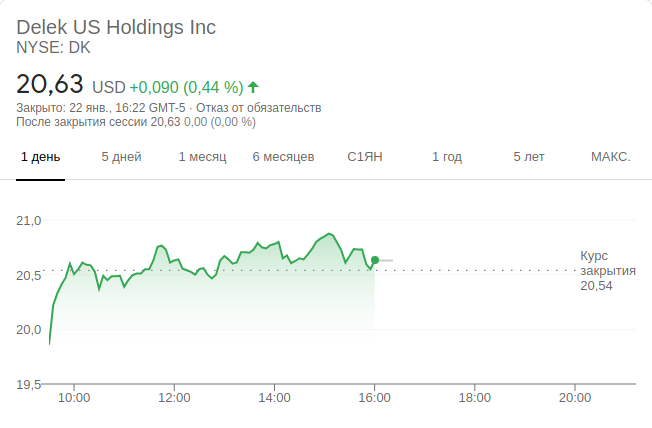 Delek US Holdings Inc
NYSE: DK
20,63 USD +0,090 (0,44 %)
Закрыто: 22 янв., 16:22 GMT-5 · Отказ от обязательств
После закрытия сессии 20,63 0,00 (0,00 %)
1 день 5 дней 1 месяц 6 месяцев С1ЯН 1 год 5 лет МАКС.
21,0
20,5
20,0
19,5
Курс
закрытия
20,54
10:00 12:00 14:00 16:00 18:00 20:00